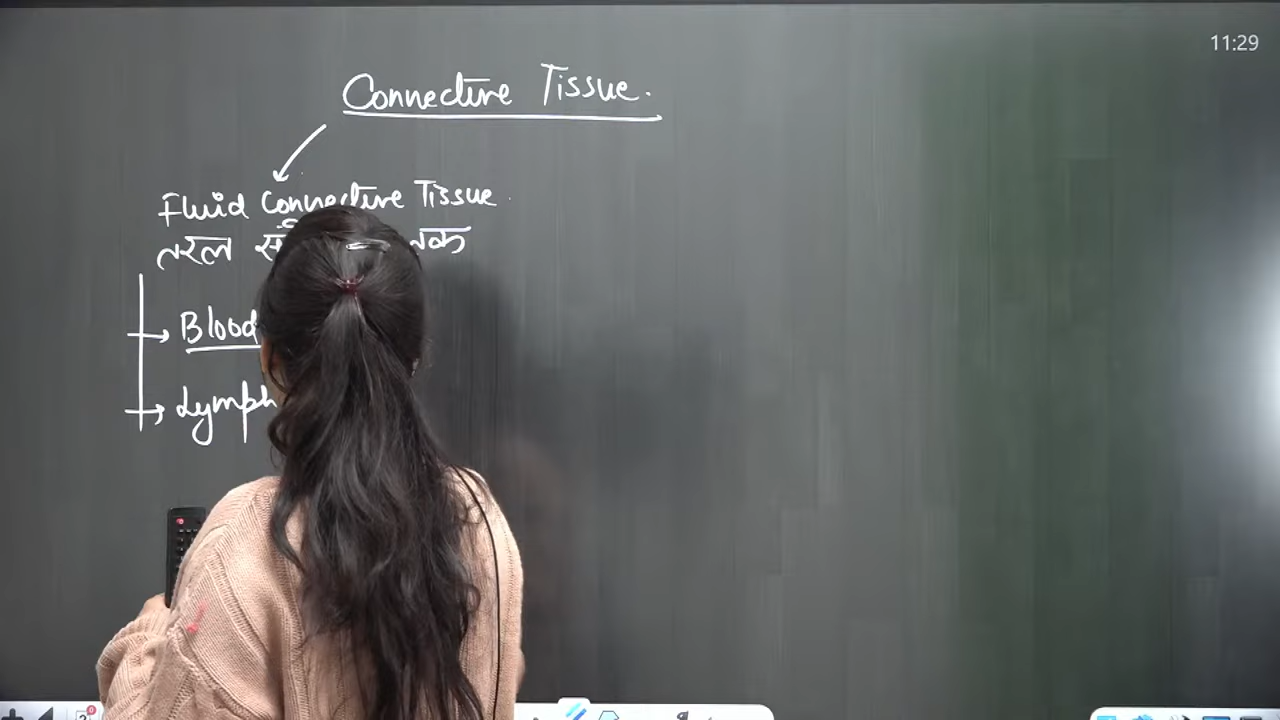 11:29
Connective Tissue.
Fluid Connective Tissue.
तरल
Blood
Lymph